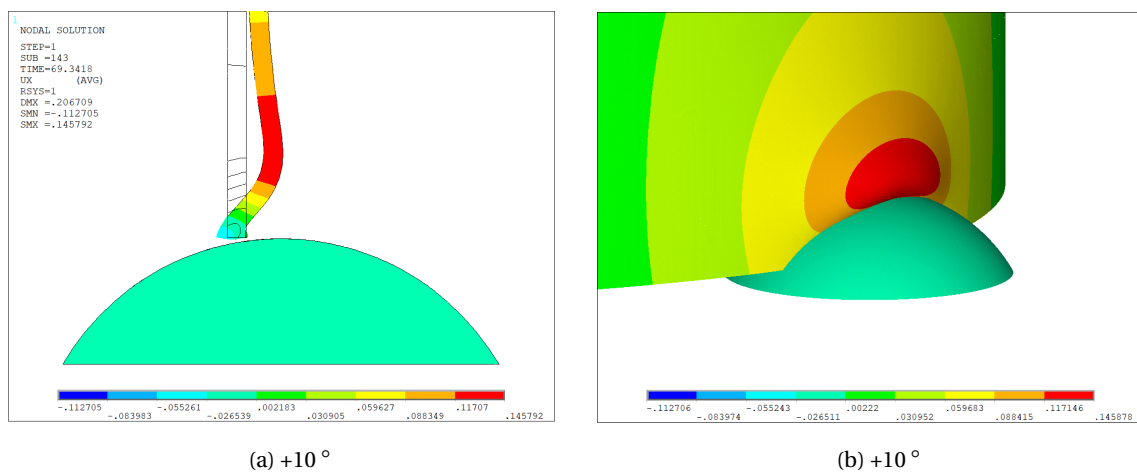 1
NODAL SOLUTION
STEP=1
SUB =143
TIME=69.3418
UX (AVG)
RSYS=1
DMX =.206709
SMN =-.112705
SMX =.145792
-.112705 -.083983 -.055261 -.026539 .002183 .030905 .059627 .088349 .11707 .145792
(a) +10 °
-.112706 -.083974 -.055243 -.026511 .00222 .030952 .059683 .088415 .117146 .145878
(b) +10 °